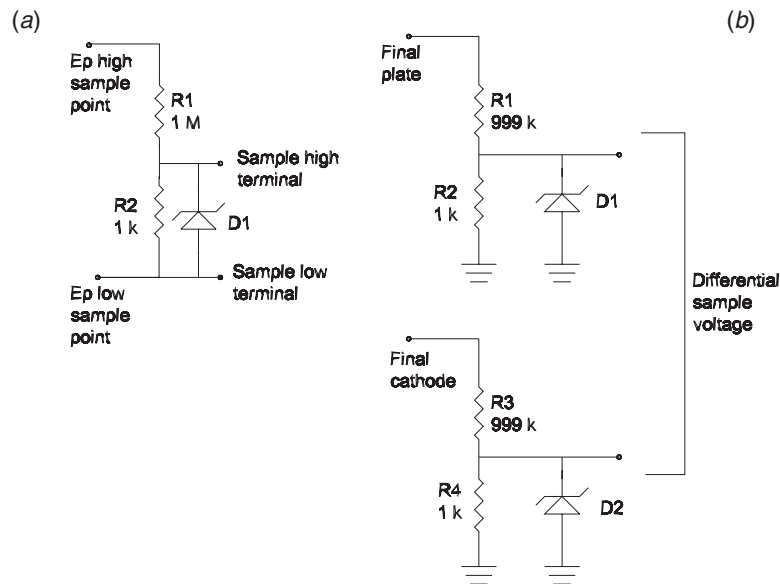 (a)
Ep high
sample
point
R1
1 M
Sample high
terminal
R2
1 k
D1
Ep low
sample
point
Sample low
terminal
(b)
Final
plate
R1
999 k
R2
1 k
D1
Differential
sample
voltage
Final
cathode
R3
999 k
R4
1 k
D2